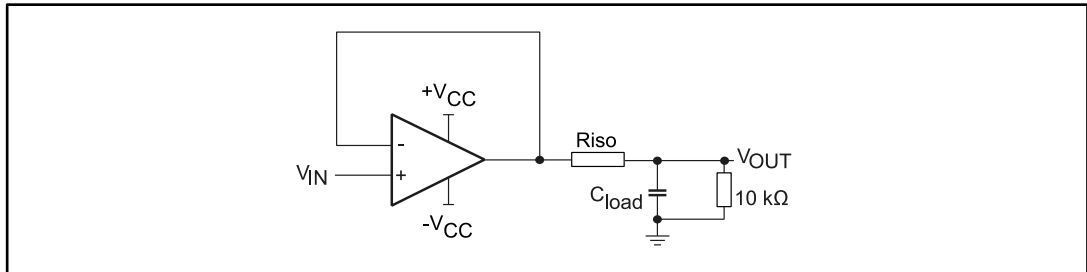 +VCC
Riso
-
VOUT
VIN
+
Cload
10 kΩ
-VCC